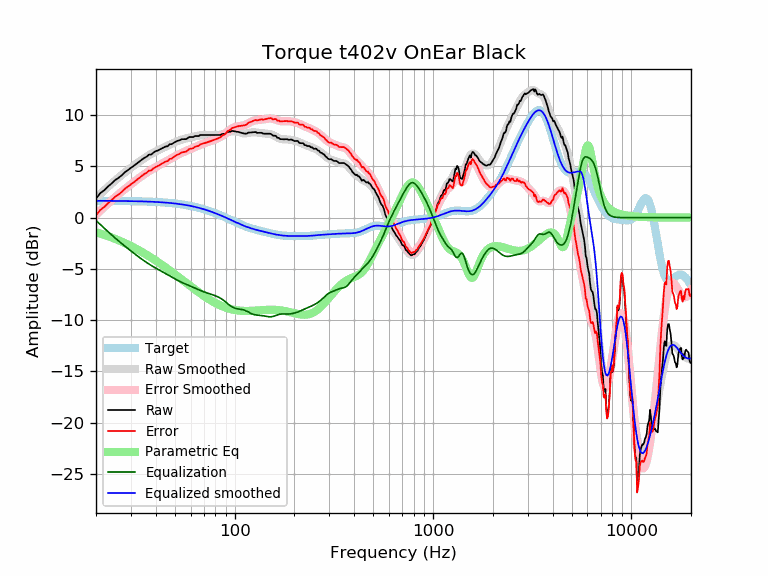 Torque t402v OnEar Black
Amplitude (dBr)
10
5
0
−5
−10
−15
−20
−25
Target
Raw Smoothed
Error Smoothed
Raw
Error
Parametric Eq
Equalization
Equalized smoothed
100
1000
10000
Frequency (Hz)